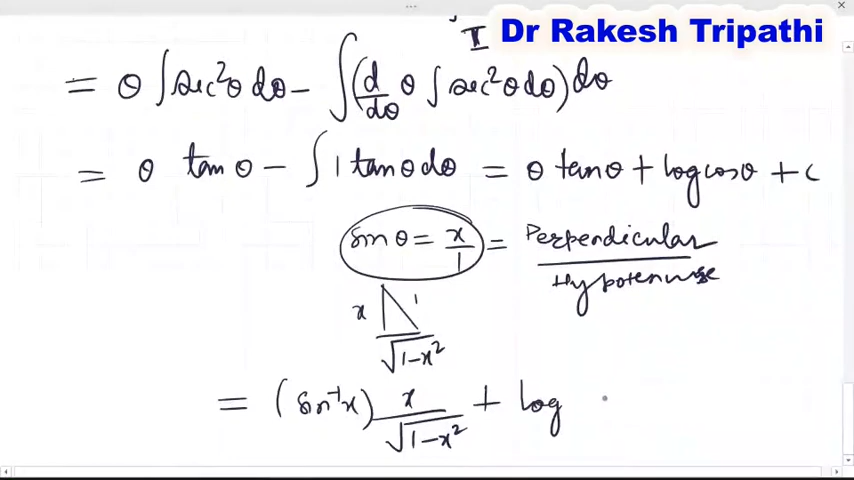 II Dr Rakesh Tripathi
= θ ∫sec²θ dθ − ∫(d/dθ θ ∫sec²θ dθ) dθ
= θ tanθ − ∫1 tanθ dθ = θ tanθ + log cosθ + c
sinθ = x/1 = Perpendicular/Hypotenuse
x 1
√1-x²
= (sin⁻¹x) x/√1-x² + log